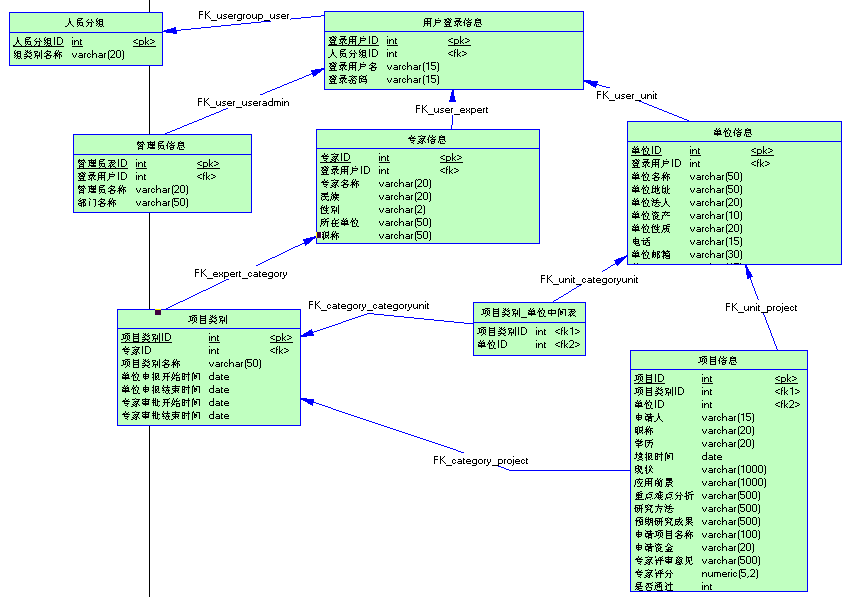 人员分组
人员分组ID int <pk>
组类别名称 varchar(20)
FK_usergroup_user
用户登录信息
登录用户ID int <pk>
人员分组ID int <fk>
登录用户名 varchar(15)
登录密码 varchar(15)
FK_user_useradmin
FK_user_expert
FK_user_unit
管理员信息
管理员表ID int <pk>
登录用户ID int <fk>
管理员名称 varchar(20)
部门名称 varchar(50)
专家信息
专家ID int <pk>
登录用户ID int <fk>
专家名称 varchar(20)
民族 varchar(20)
性别 varchar(2)
所在单位 varchar(50)
职称 varchar(50)
单位信息
单位ID int <pk>
登录用户ID int <fk>
单位名称 varchar(50)
单位地址 varchar(50)
单位法人 varchar(20)
单位资产 varchar(10)
单位性质 varchar(20)
电话 varchar(15)
单位邮箱 varchar(30)
FK_expert_category
FK_unit_categoryunit
FK_category_categoryunit
FK_unit_project
项目类别
项目类别ID int <pk>
专家ID int <fk>
项目类别名称 varchar(50)
单位申报开始时间 date
单位申报结束时间 date
专家审批开始时间 date
专家审批结束时间 date
项目类别_单位中间表
项目类别ID int <fk1>
单位ID int <fk2>
FK_category_project
项目信息
项目ID int <pk>
项目类别ID int <fk1>
单位ID int <fk2>
申请人 varchar(15)
职称 varchar(20)
学历 varchar(20)
填报时间 date
现状 varchar(1000)
应用前景 varchar(1000)
重点难点分析 varchar(500)
研究方法 varchar(500)
预期研究成果 varchar(500)
申请项目名称 varchar(100)
申请资金 varchar(20)
专家评审意见 varchar(500)
专家评分 numeric(5,2)
是否通过 int